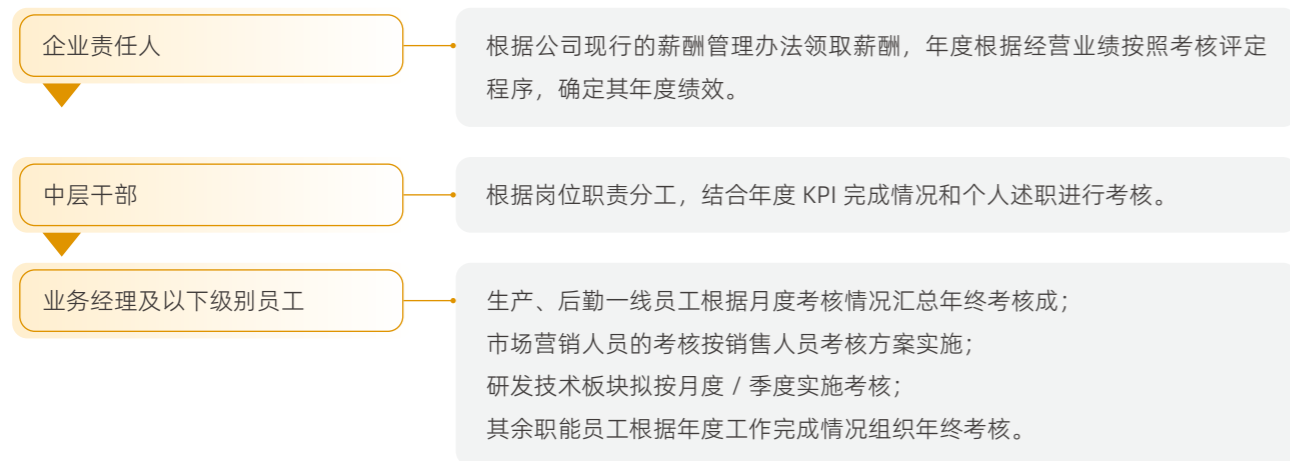 企业责任人
根据公司现行的薪酬管理办法领取薪酬，年度根据经营业绩按照考核评定
程序，确定其年度绩效。
中层干部
根据岗位职责分工，结合年度 KPI 完成情况和个人述职进行考核。
业务经理及以下级别员工
生产、后勤一线员工根据月度考核情况汇总年终考核成；
市场营销人员的考核按销售人员考核方案实施；
研发技术板块拟按月度 / 季度实施考核；
其余职能员工根据年度工作完成情况组织年终考核。